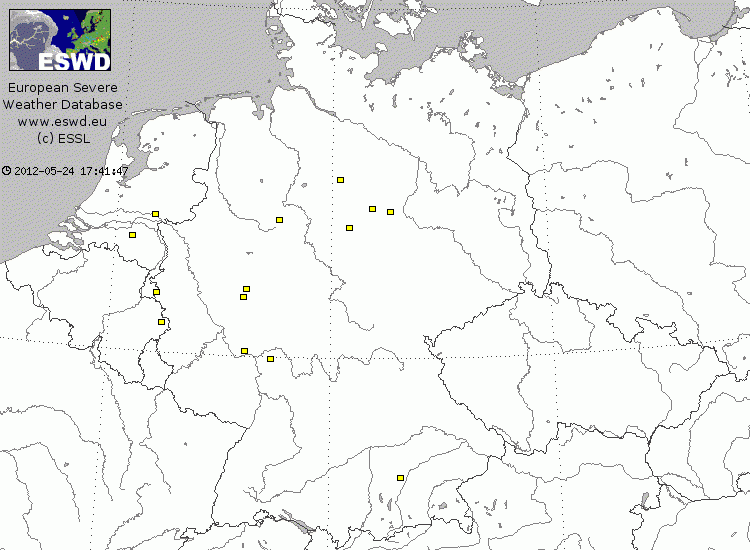 ESWD
European Severe
Weather Database
www.eswd.eu
(c) ESSL
2012-05-24 17:41:47